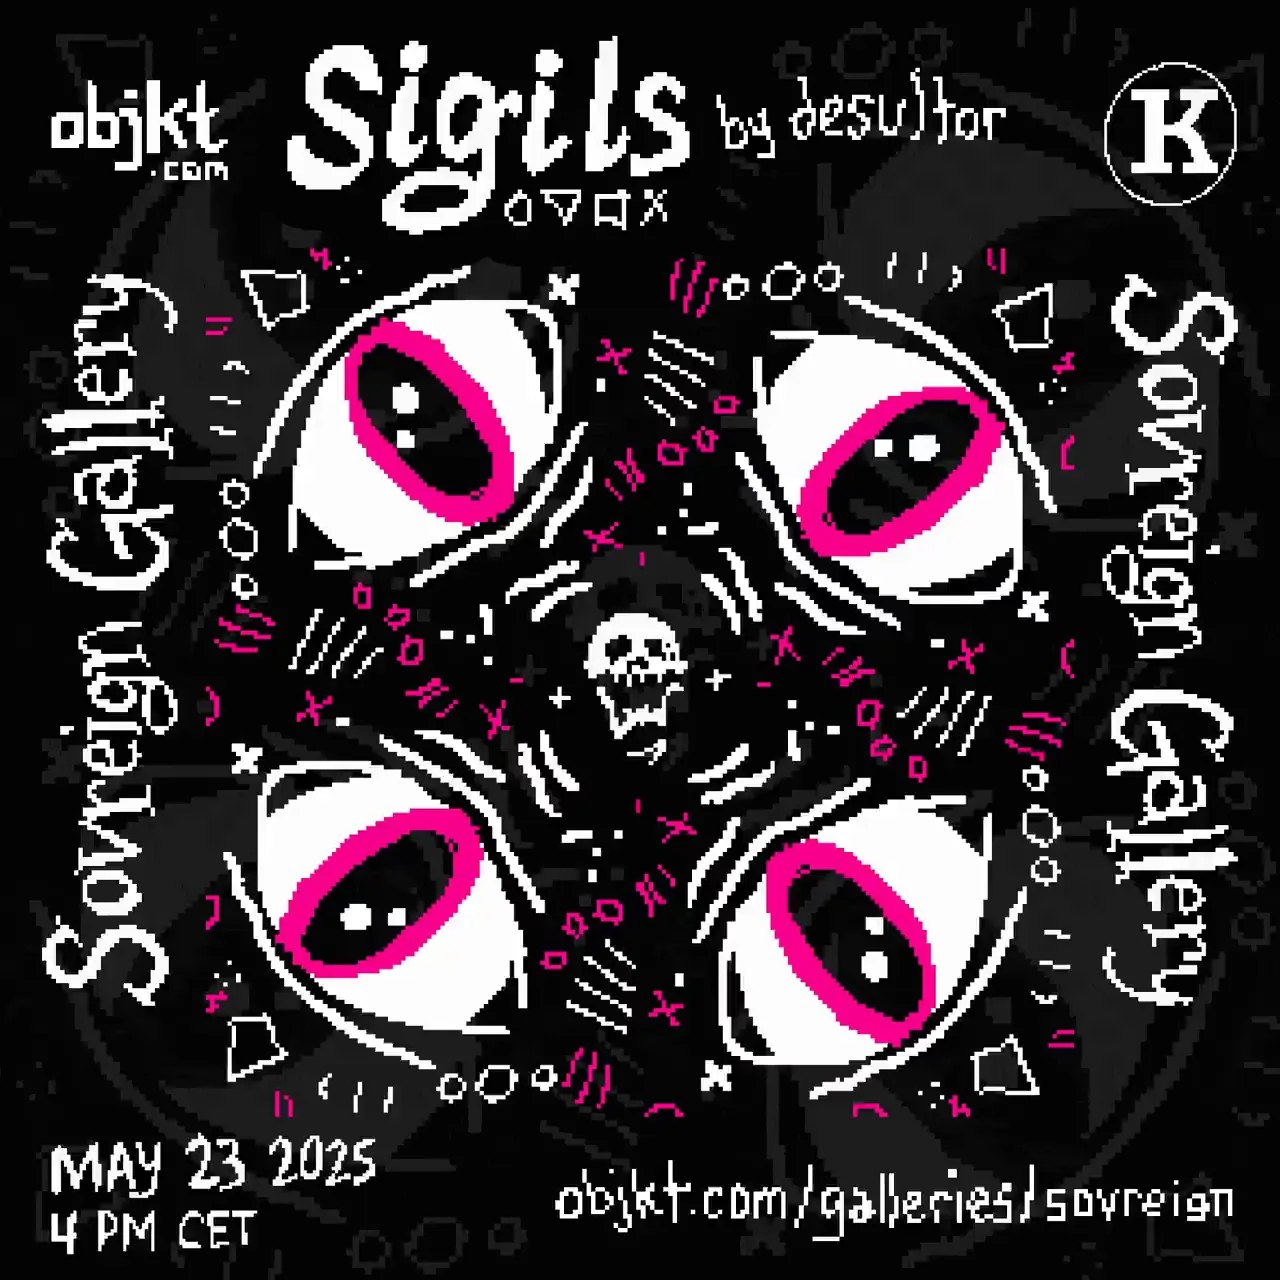 objkt
.com
Sigils
by desultor
K
Sovreign Gallery
Sovreign Gallery
MAY 23 2025
4 PM CET
objkt.com/galleries/sovreign